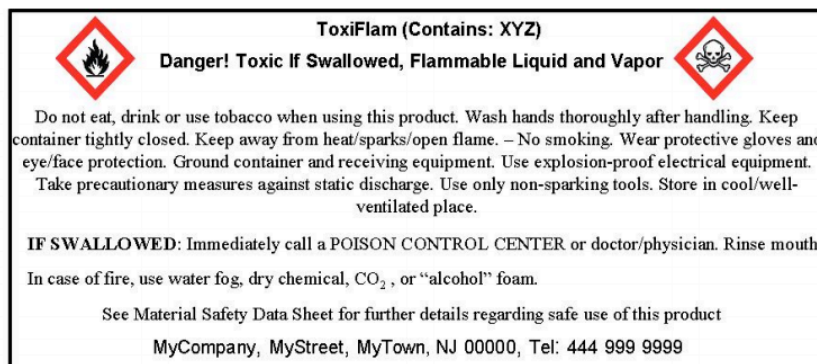 ToxiFlam (Contains: XYZ)
Danger! Toxic If Swallowed, Flammable Liquid and Vapor
Do not eat, drink or use tobacco when using this product. Wash hands thoroughly after handling. Keep
container tightly closed. Keep away from heat/sparks/open flame. – No smoking. Wear protective gloves and
eye/face protection. Ground container and receiving equipment. Use explosion-proof electrical equipment.
Take precautionary measures against static discharge. Use only non-sparking tools. Store in cool/well-
ventilated place.
IF SWALLOWED: Immediately call a POISON CONTROL CENTER or doctor/physician. Rinse mouth
In case of fire, use water fog, dry chemical, CO₂ , or “alcohol” foam.
See Material Safety Data Sheet for further details regarding safe use of this product
MyCompany, MyStreet, MyTown, NJ 00000, Tel: 444 999 9999